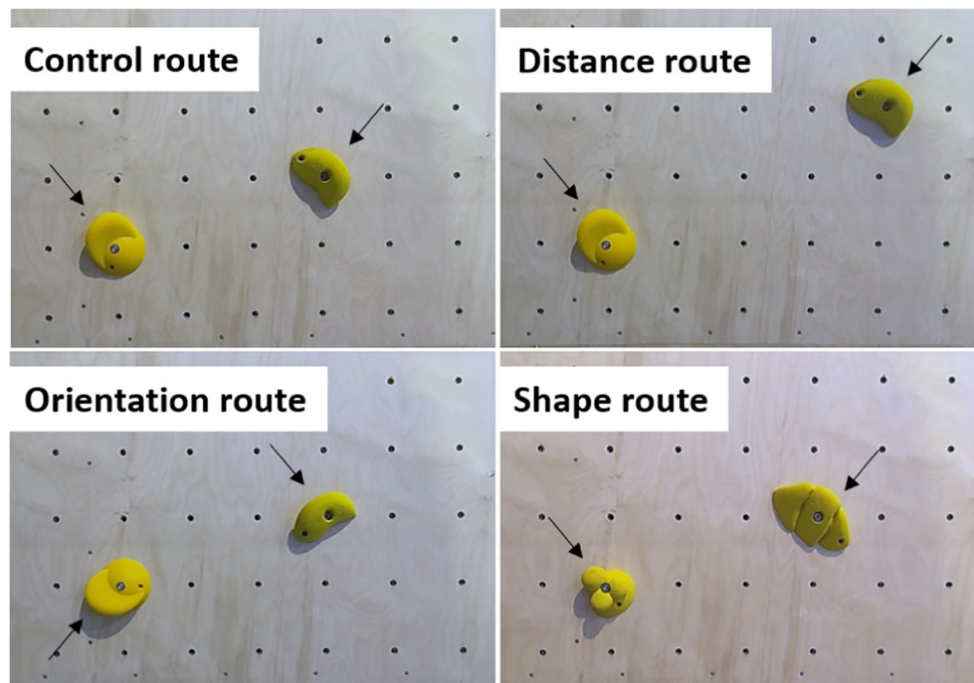 Control route
Distance route
Orientation route
Shape route